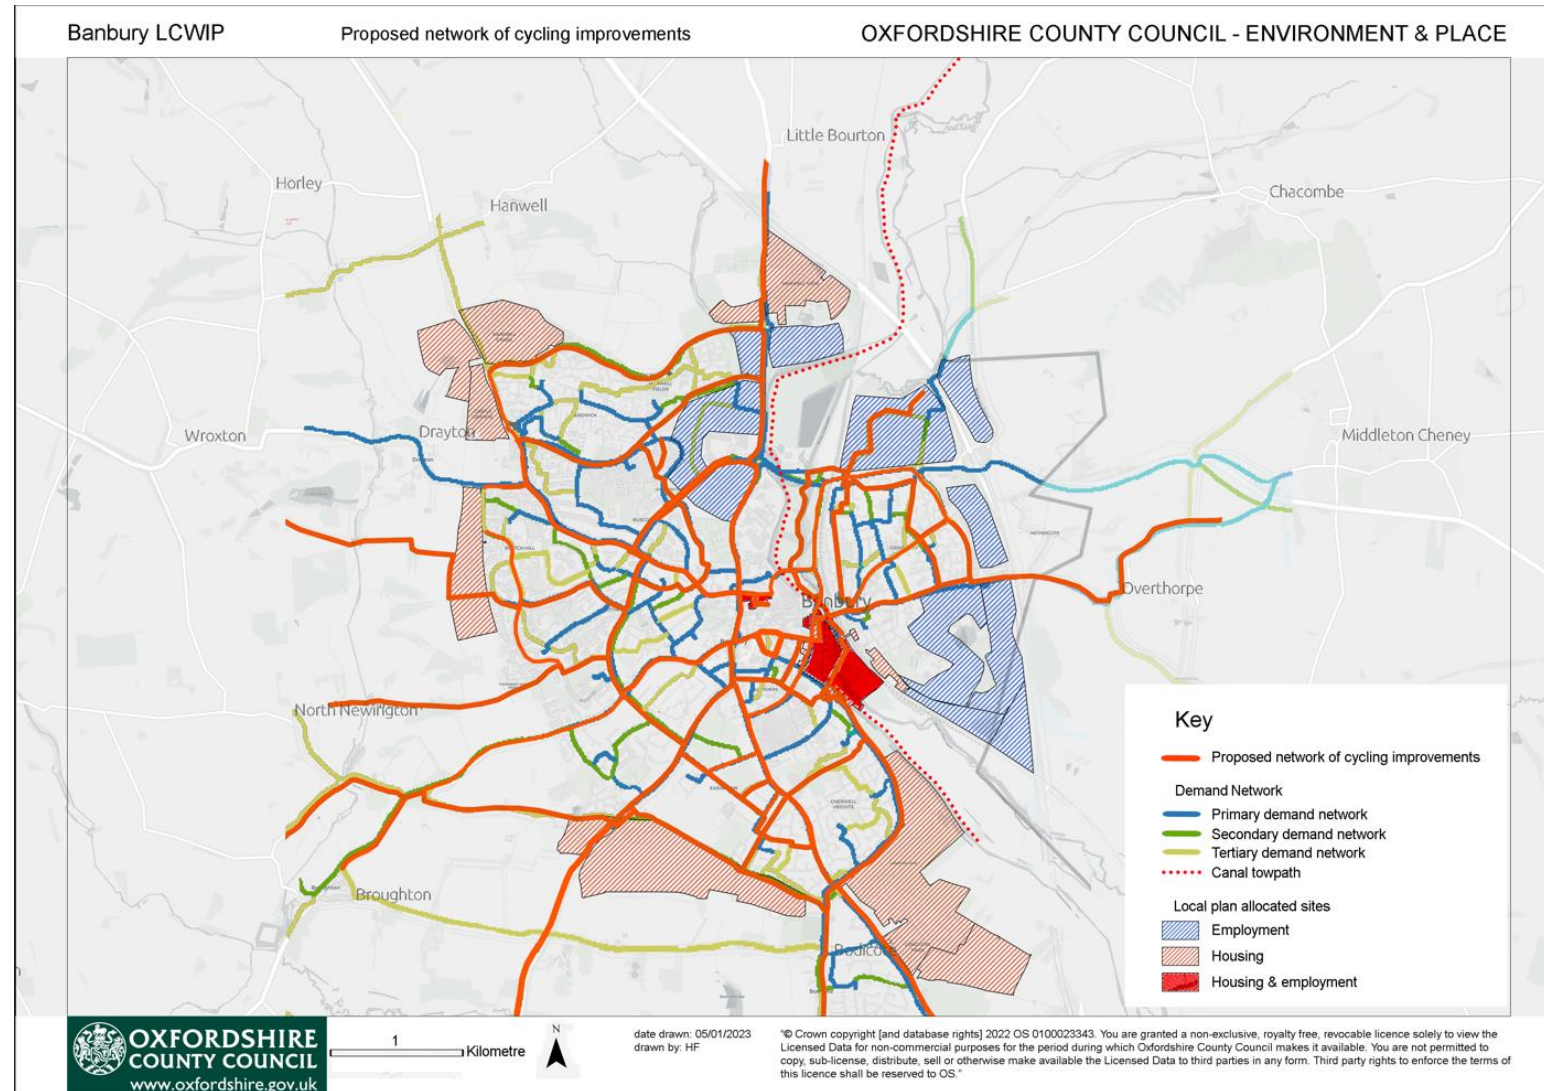 Banbury LCWIP
Proposed network of cycling improvements
OXFORDSHIRE COUNTY COUNCIL - ENVIRONMENT & PLACE
Little Bourton
Horley
Chacombe
Hanwell
Wroxton
Drayton
Middleton Cheney
Banbury
Overthorpe
North Newington
EASINGTON
CHERWELL
HEIGHTS
Broughton
Bodicote
Key
Proposed network of cycling improvements
Demand Network
Primary demand network
Secondary demand network
Tertiary demand network
Canal towpath
Local plan allocated sites
Employment
Housing
Housing & employment
OXFORDSHIRE
COUNTY COUNCIL
www.oxfordshire.gov.uk
1
Kilometre
N
date drawn: 05/01/2023
drawn by: HF
"© Crown copyright [and database rights] 2022 OS 0100023343. You are granted a non-exclusive, royalty free, revocable licence solely to view the
Licensed Data for non-commercial purposes for the period during which Oxfordshire County Council makes it available. You are not permitted to
copy, sub-license, distribute, sell or otherwise make available the Licensed Data to third parties in any form. Third party rights to enforce the terms of
this licence shall be reserved to OS."